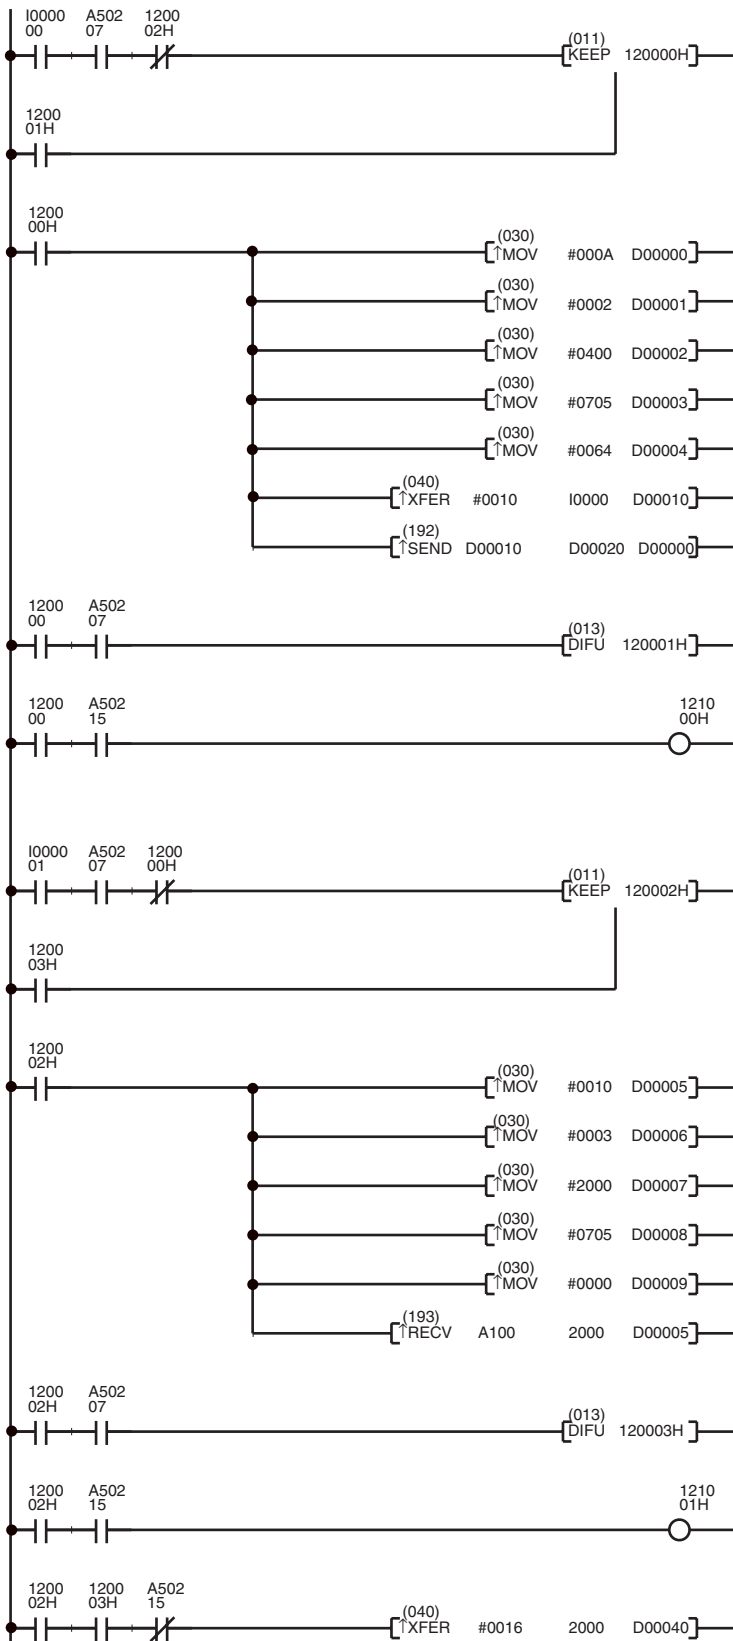 I0000 A502 1200
00 07 02H
(011)
KEEP 120000H
1200
01H
1200
00H
(030)
↑MOV #000A D00000
(030)
↑MOV #0002 D00001
(030)
↑MOV #0400 D00002
(030)
↑MOV #0705 D00003
(030)
↑MOV #0064 D00004
(040)
↑XFER #0010 I0000 D00010
(192)
↑SEND D00010 D00020 D00000
1200 A502
00 07
(013)
DIFU 120001H
1200 A502
00 15
1210
00H
I0000 A502 1200
01 07 00H
(011)
KEEP 120002H
1200
03H
1200
02H
(030)
↑MOV #0010 D00005
(030)
↑MOV #0003 D00006
(030)
↑MOV #2000 D00007
(030)
↑MOV #0705 D00008
(030)
↑MOV #0000 D00009
(193)
↑RECV A100 2000 D00005
1200 A502
02H 07
(013)
DIFU 120003H
1200 A502
02H 15
1210
01H
1200 1200 A502
02H 03H 15
(040)
↑XFER #0016 2000 D00040